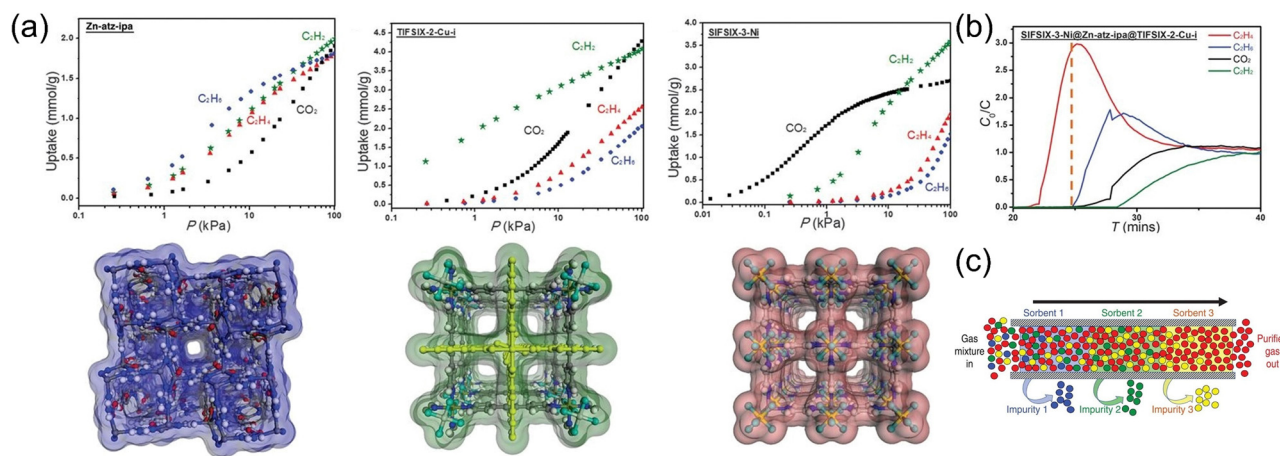 (a)
Zn-atz-ipa
Uptake (mmol/g)
2.0
1.5
1.0
0.5
0.0
C₂H₂
C₂H₆
C₂H₄
CO₂
1
10
100
P (kPa)
TIFSIX-2-Cu-i
Uptake (mmol/g)
4.5
4.0
3.5
3.0
2.5
2.0
1.5
1.0
0.5
0.0
C₂H₂
CO₂
C₂H₄
C₂H₆
0.1
1
10
100
P (kPa)
SIFSIX-3-Ni
Uptake (mmol/g)
4.0
3.5
3.0
2.5
2.0
1.5
1.0
0.5
0.0
C₂H₂
CO₂
C₂H₄
C₂H₆
0.01
0.1
1
10
100
P (kPa)
(b)
SIFSIX-3-Ni@Zn-atz-ipa@TIFSIX-2-Cu-i
C₂H₄
C₂H₆
CO₂
C₂H₂
C₀/C
3
2
1
0
20
30
40
T (mins)
(c)
Sorbent 1 Sorbent 2 Sorbent 3
Gas
mixture
in
Purifie
gas
out
Impurity 1 Impurity 2 Impurity 3